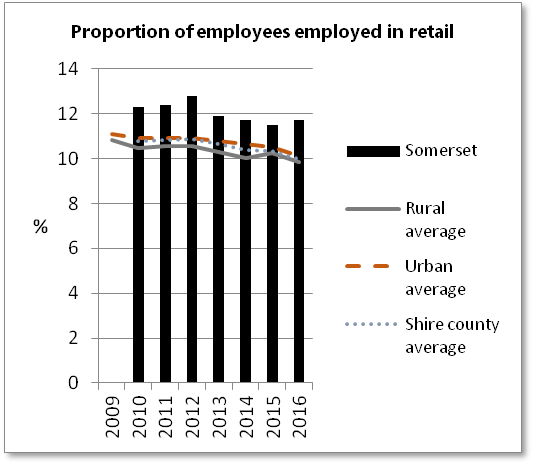 Proportion of employees employed in retail
14
12
10
8
6
4
2
0
%
2009
2010
2011
2012
2013
2014
2015
2016
Somerset
Rural
average
Urban
average
Shire county
average